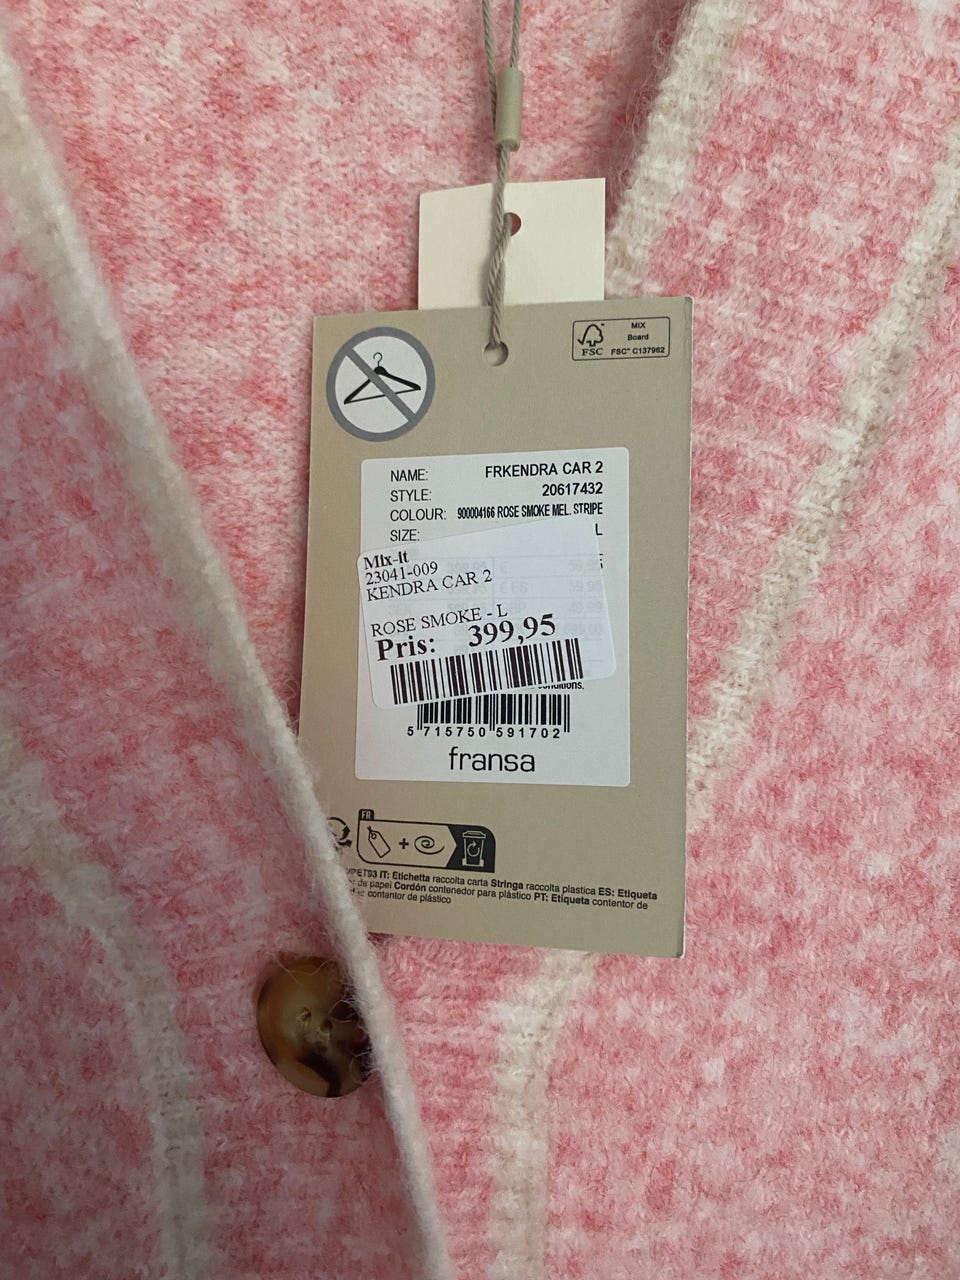 MIX
Board
FSC
FSC™ C137962
NAME: FRKENDRA CAR 2
STYLE: 20617432
COLOUR: 900004166 ROSE SMOKE MEL. STRIPE
SIZE: L
Mix-it
23041-009
KENDRA CAR 2
ROSE SMOKE - L
Pris: 399,95
conditions.
5 715750 591702
fransa
FR
+
IT: Etichetta raccolta carta Stringa raccolta plastica ES: Etiqueta
de papel Cordón contenedor para plástico PT: Etiqueta contentor de
contentor de plástico